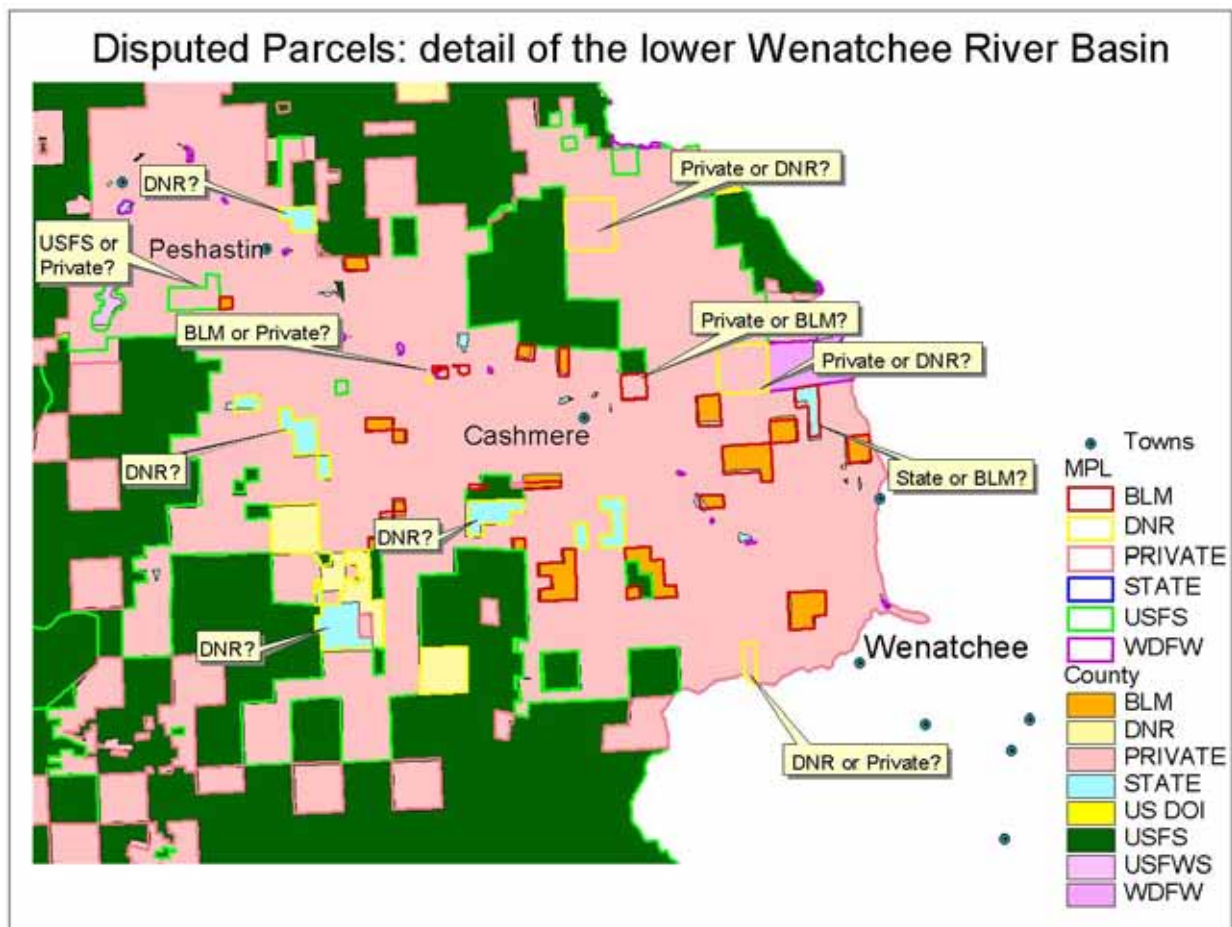 Disputed Parcels: detail of the lower Wenatchee River Basin
Private or DNR?
DNR?
USFS or
Private?
Peshastin
BLM or Private?
Private or BLM?
Private or DNR?
Cashmere
DNR?
State or BLM?
DNR?
DNR?
Wenatchee
DNR or Private?
Towns
MPL
BLM
DNR
PRIVATE
STATE
USFS
WDFW
County
BLM
DNR
PRIVATE
STATE
US DOI
USFS
USFWS
WDFW